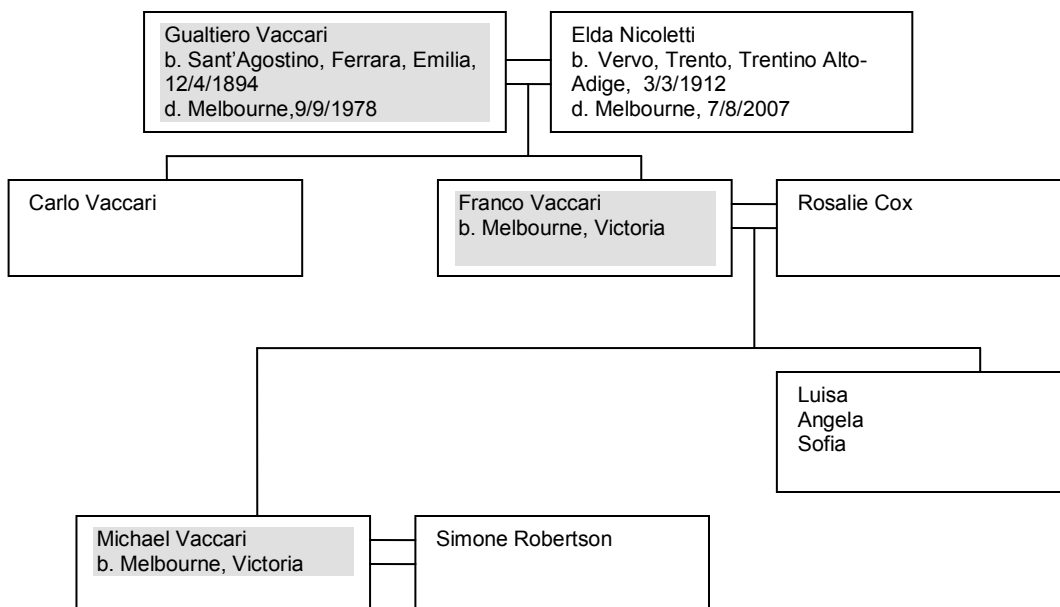 Gualtiero Vaccari
b. Sant’Agostino, Ferrara, Emilia,
12/4/1894
d. Melbourne,9/9/1978
Elda Nicoletti
b. Vervo, Trento, Trentino Alto-
Adige, 3/3/1912
d. Melbourne, 7/8/2007
Carlo Vaccari
Franco Vaccari
b. Melbourne, Victoria
Rosalie Cox
Luisa
Angela
Sofia
Michael Vaccari
b. Melbourne, Victoria
Simone Robertson